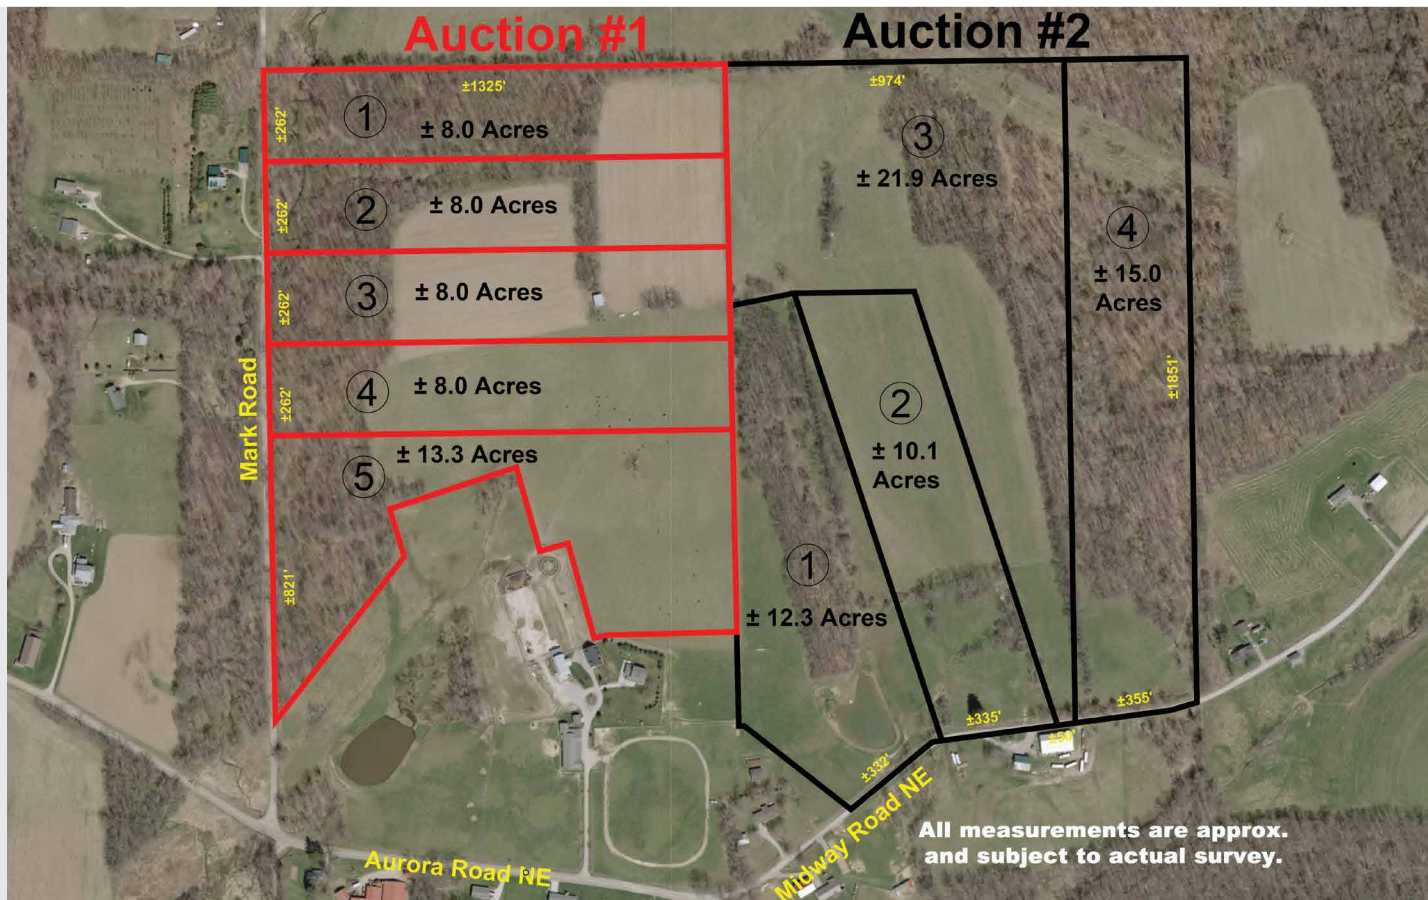 Auction #1
Auction #2
±1325'
±974'
±262'
1
± 8.0 Acres
3
± 21.9 Acres
±262'
2
± 8.0 Acres
4
± 15.0
Acres
±262'
3
± 8.0 Acres
Mark Road
±262'
4
± 8.0 Acres
±1851'
2
± 10.1
Acres
5
± 13.3 Acres
±821'
1
± 12.3 Acres
±355'
±335'
±50'
±332'
Midway Road NE
Aurora Road NE
All measurements are approx.
and subject to actual survey.